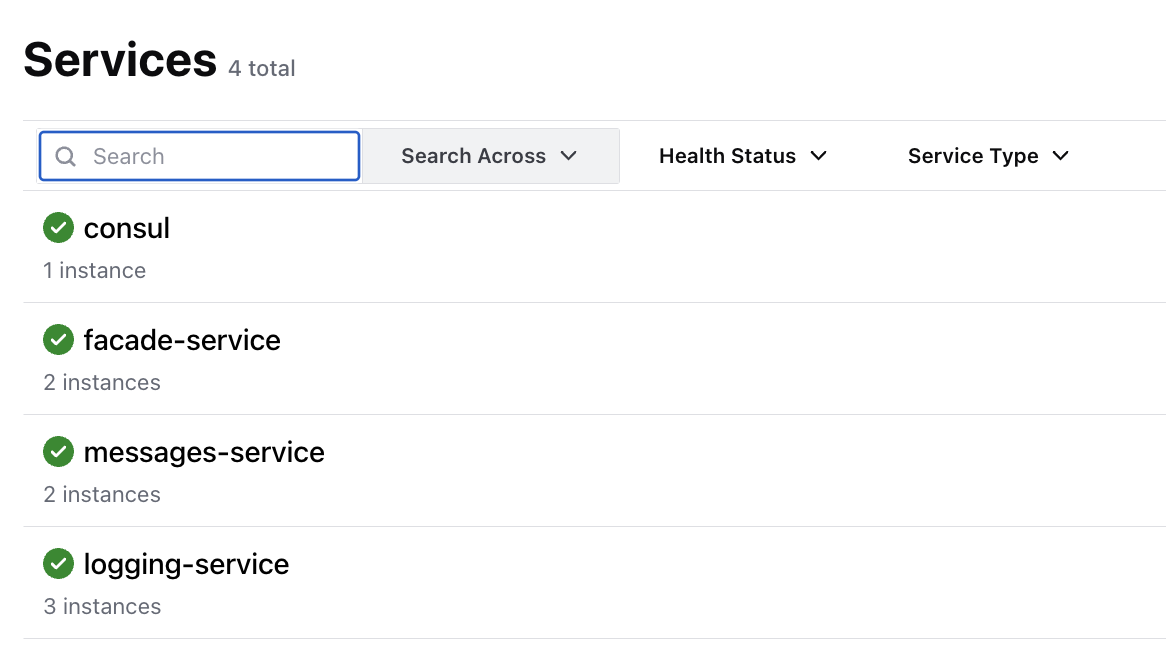 Services 4 total
Search Search Across Health Status Service Type
consul
1 instance
facade-service
2 instances
messages-service
2 instances
logging-service
3 instances